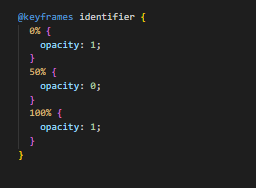 @keyframes identifier {
  0% {
    opacity: 1;
  }
  50% {
    opacity: 0;
  }
  100% {
    opacity: 1;
  }
}